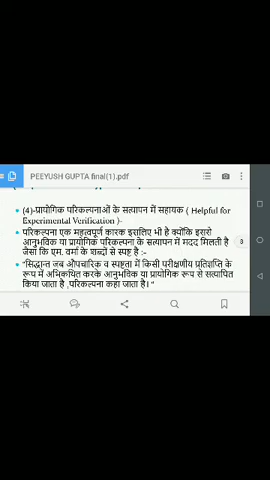 PEEYUSH GUPTA final(1).pdf
(4)-प्रायोगिक परिकल्पनाओं के सत्यापन में सहायक ( Helpful for
Experimental Verification )-
परिकल्पना एक महत्वपूर्ण कारक इसलिए भी है क्योंकि इससे
आनुभविक या प्रायोगिक परिकल्पना के सत्यापन में मदद मिलती है
जैसा कि एम. वर्मा के शब्दों से स्पष्ट है :-
"सिद्धान्त जब औपचारिक व स्पष्टता में किसी परीक्षणीय प्रतिज्ञप्ति के
रूप में अभिकथित करके आनुभविक या प्रायोगिक रूप से सत्यापित
किया जाता है ,परिकल्पना कहा जाता है। "
3